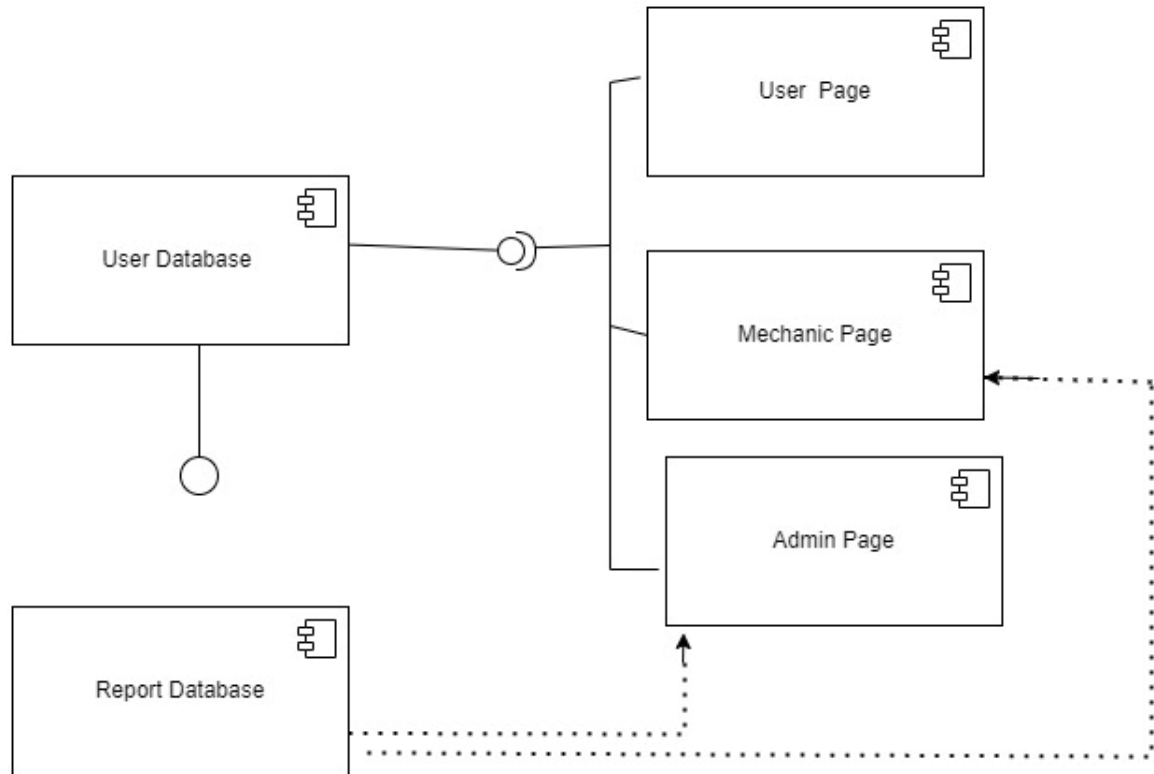 User  Page
User Database
Mechanic Page
Admin Page
Report Database